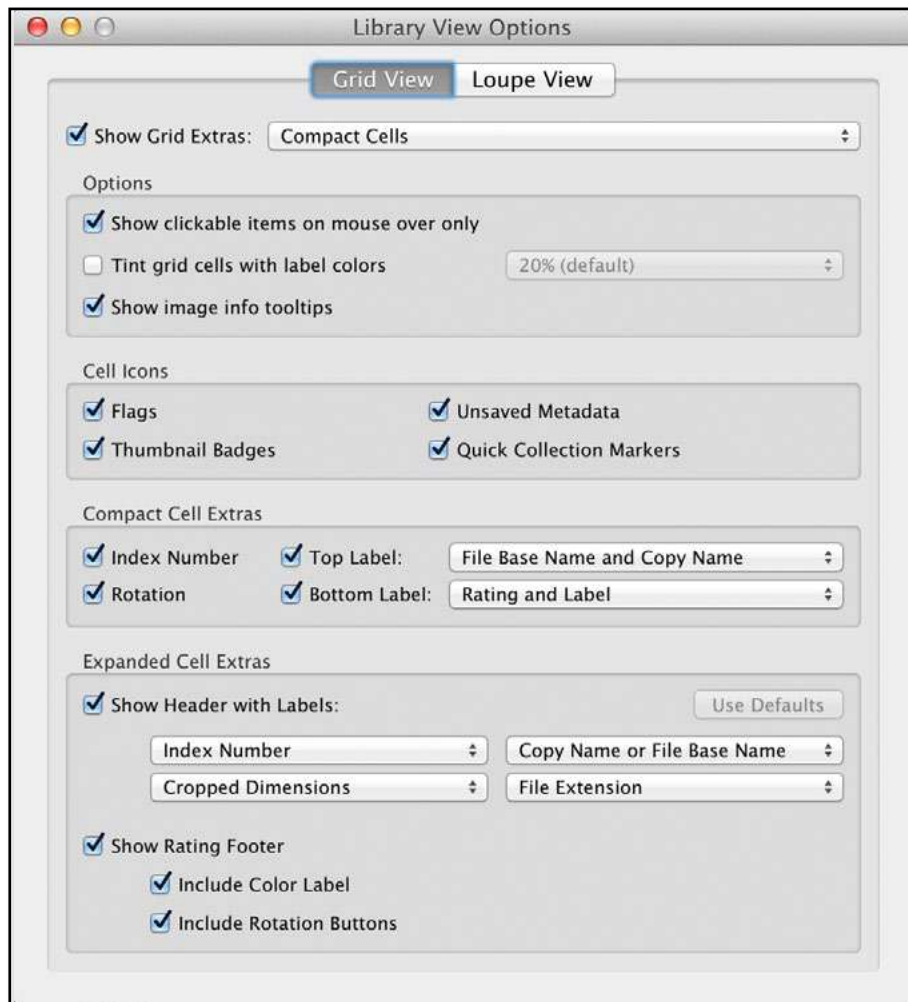 Library View Options
Grid View Loupe View
Show Grid Extras: Compact Cells
Options
Show clickable items on mouse over only
Tint grid cells with label colors 20% (default)
Show image info tooltips
Cell Icons
Flags Unsaved Metadata
Thumbnail Badges Quick Collection Markers
Compact Cell Extras
Index Number Top Label: File Base Name and Copy Name
Rotation Bottom Label: Rating and Label
Expanded Cell Extras
Show Header with Labels: Use Defaults
Index Number Copy Name or File Base Name
Cropped Dimensions File Extension
Show Rating Footer
Include Color Label
Include Rotation Buttons